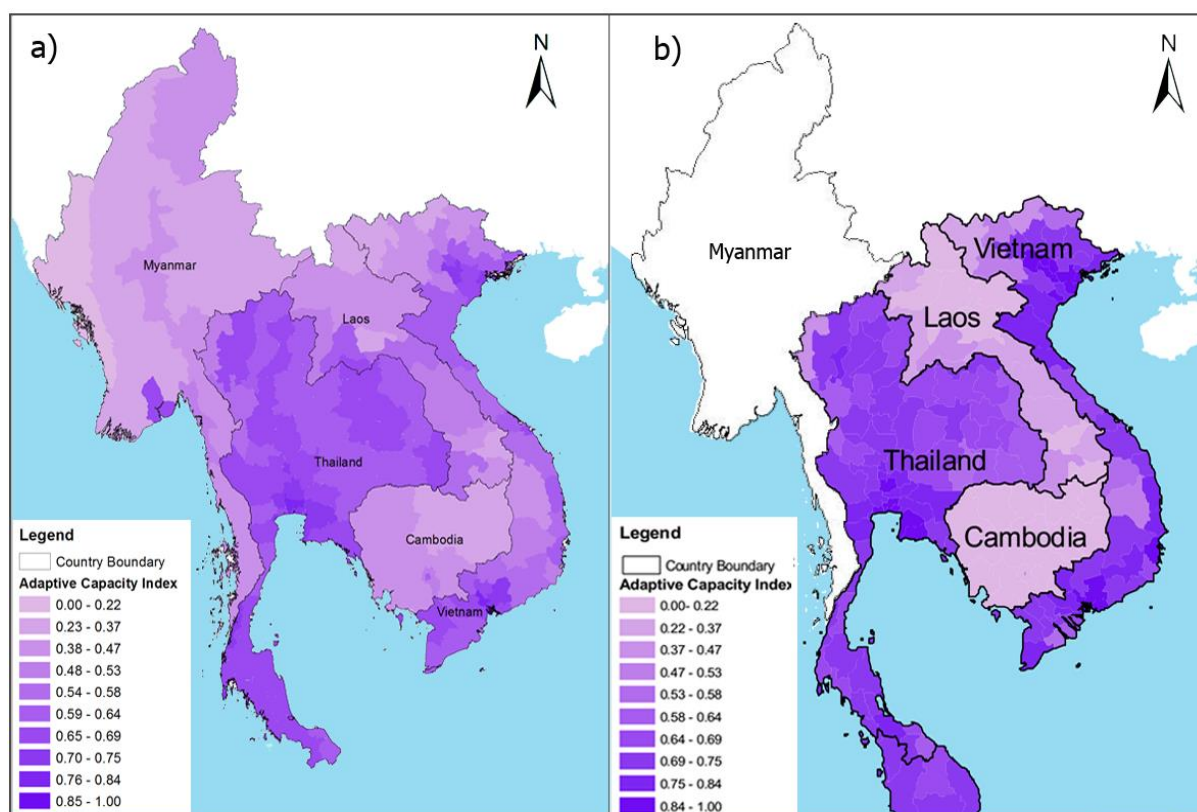 a)
N
Myanmar
Laos
Thailand
Cambodia
Vietnam
Legend
Country Boundary
Adaptive Capacity Index
0.00 - 0.22
0.23 - 0.37
0.38 - 0.47
0.48 - 0.53
0.54 - 0.58
0.59 - 0.64
0.65 - 0.69
0.70 - 0.75
0.76 - 0.84
0.85 - 1.00
b)
N
Myanmar
Vietnam
Laos
Thailand
Cambodia
Legend
Country Boundary
Adaptive Capacity Index
0.00 - 0.22
0.22 - 0.37
0.37 - 0.47
0.47 - 0.53
0.53 - 0.58
0.58 - 0.64
0.64 - 0.69
0.69 - 0.75
0.75 - 0.84
0.84 - 1.00